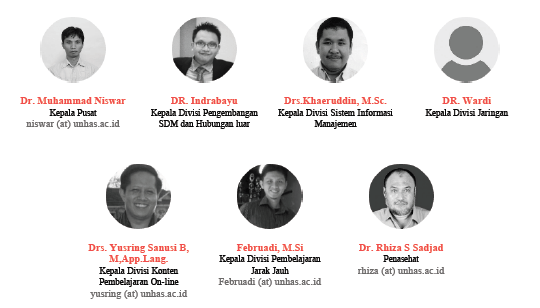 Dr. Muhammad Niswar
Kepala Pusat
niswar (at) unhas.ac.id
DR. Indrabayu
Kepala Divisi Pengembangan
SDM dan Hubungan luar
Drs.Khaeruddin, M.Sc.
Kepala Divisi Sistem Informasi
Manajemen
DR. Wardi
Kepala Divisi Jaringan
Drs. Yusring Sanusi B,
M,App.Lang.
Kepala Divisi Konten
Pembelajaran On-line
yusring (at) unhas.ac.id
Februadi, M.Si
Kepala Divisi Pembelajaran
Jarak Jauh
Februadi (at) unhas.ac.id
Dr. Rhiza S Sadjad
Penasehat
rhiza (at) unhas.ac.id